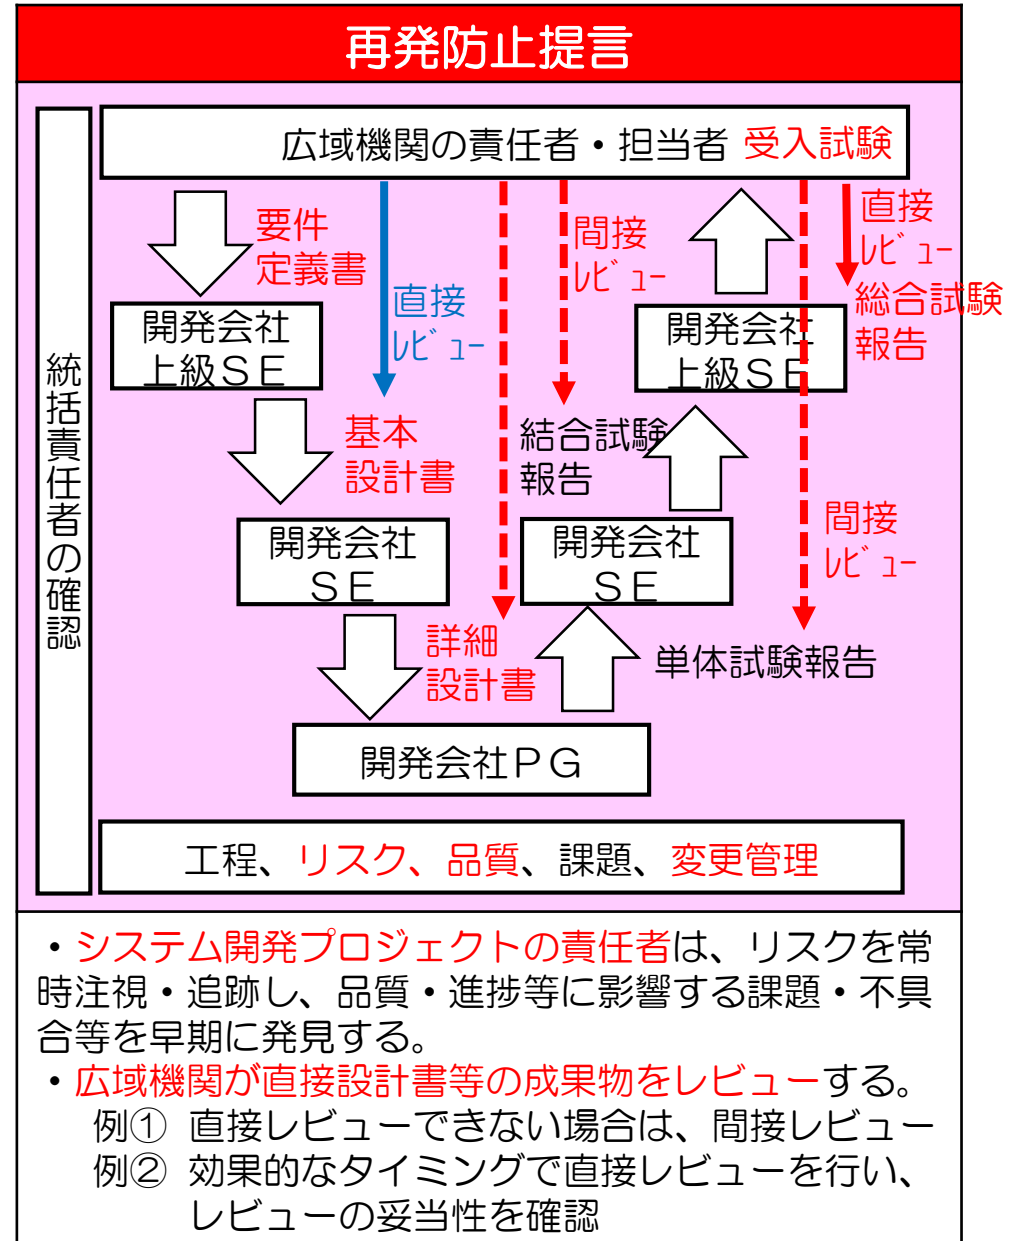 再発防止提言
広域機関の責任者・担当者 受入試験
統括責任者の確認
要件
定義書
直接
ﾚﾋﾞｭｰ
間接
ﾚﾋﾞｭｰ
直接
ﾚﾋﾞｭｰ
総合試験
報告
開発会社
上級ＳＥ
開発会社
上級ＳＥ
基本
設計書
結合試験
報告
間接
ﾚﾋﾞｭｰ
開発会社
ＳＥ
開発会社
ＳＥ
詳細
設計書
単体試験報告
開発会社ＰＧ
工程、リスク、品質、課題、変更管理
・システム開発プロジェクトの責任者は、リスクを常
時注視・追跡し、品質・進捗等に影響する課題・不具
合等を早期に発見する。
・広域機関が直接設計書等の成果物をレビューする。
例① 直接レビューできない場合は、間接レビュー
例② 効果的なタイミングで直接レビューを行い、
レビューの妥当性を確認